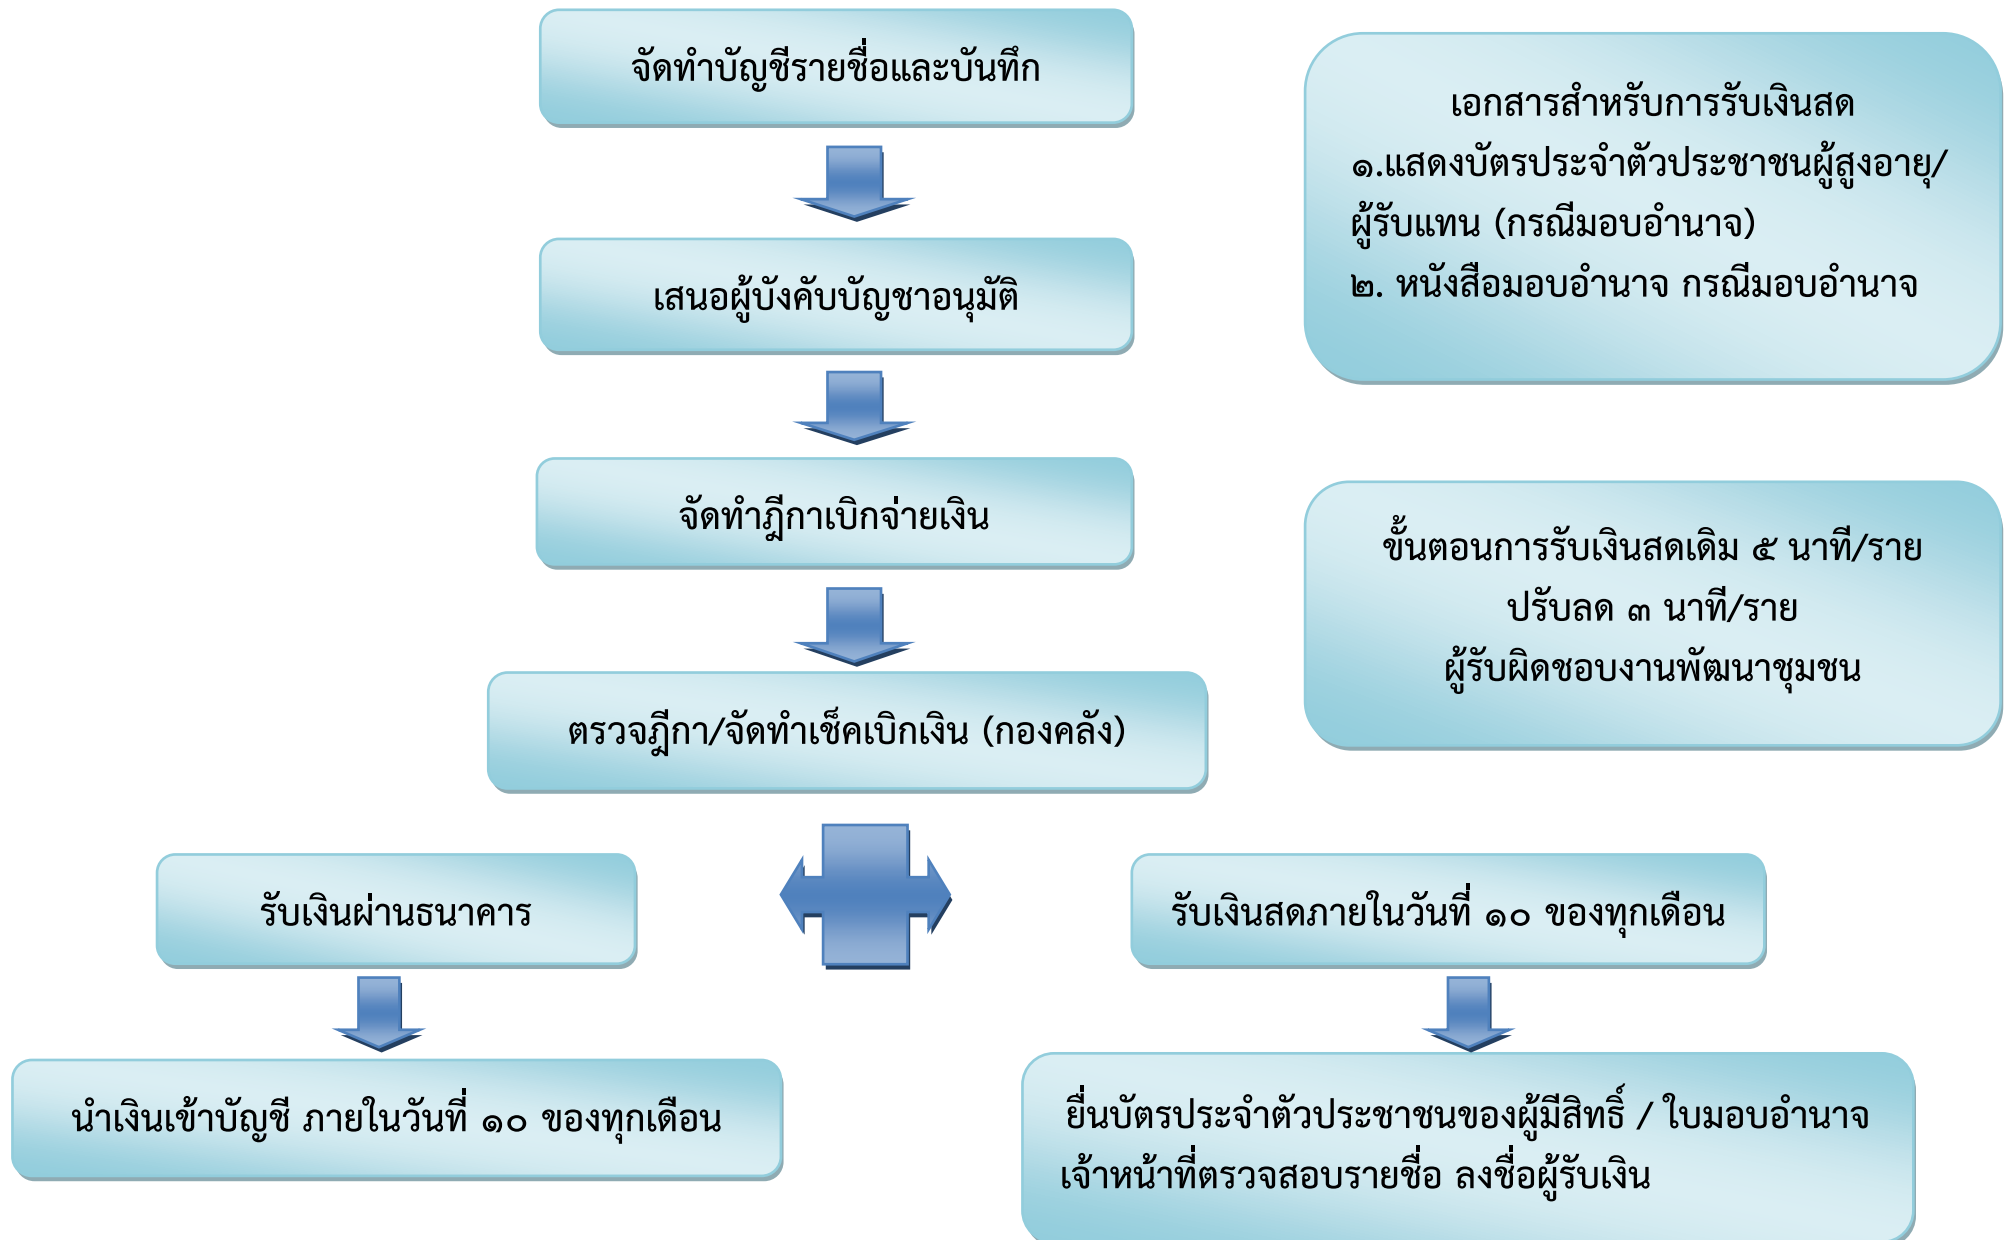 จัดทำบัญชีรายชื่อและบันทึก
เสนอผู้บังคับบัญชาอนุมัติ
จัดทำฎีกาเบิกจ่ายเงิน
ตรวจฎีกา/จัดทำเช็คเบิกเงิน (กองคลัง)
รับเงินผ่านธนาคาร
นำเงินเข้าบัญชี ภายในวันที่ ๑๐ ของทุกเดือน
รับเงินสดภายในวันที่ ๑๐ ของทุกเดือน
ยื่นบัตรประจำตัวประชาชนของผู้มีสิทธิ์ / ใบมอบอำนาจ
เจ้าหน้าที่ตรวจสอบรายชื่อ ลงชื่อผู้รับเงิน
เอกสารสำหรับการรับเงินสด
๑.แสดงบัตรประจำตัวประชาชนผู้สูงอายุ/
ผู้รับแทน (กรณีมอบอำนาจ)
๒. หนังสือมอบอำนาจ กรณีมอบอำนาจ
ขั้นตอนการรับเงินสดเดิม ๕ นาที/ราย
ปรับลด ๓ นาที/ราย
ผู้รับผิดชอบงานพัฒนาชุมชน